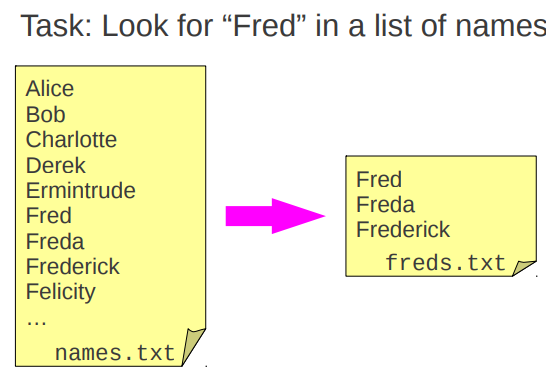 Task: Look for “Fred” in a list of names
Alice
Bob
Charlotte
Derek
Ermintrude
Fred
Freda
Frederick
Felicity
…
names.txt
Fred
Freda
Frederick
freds.txt